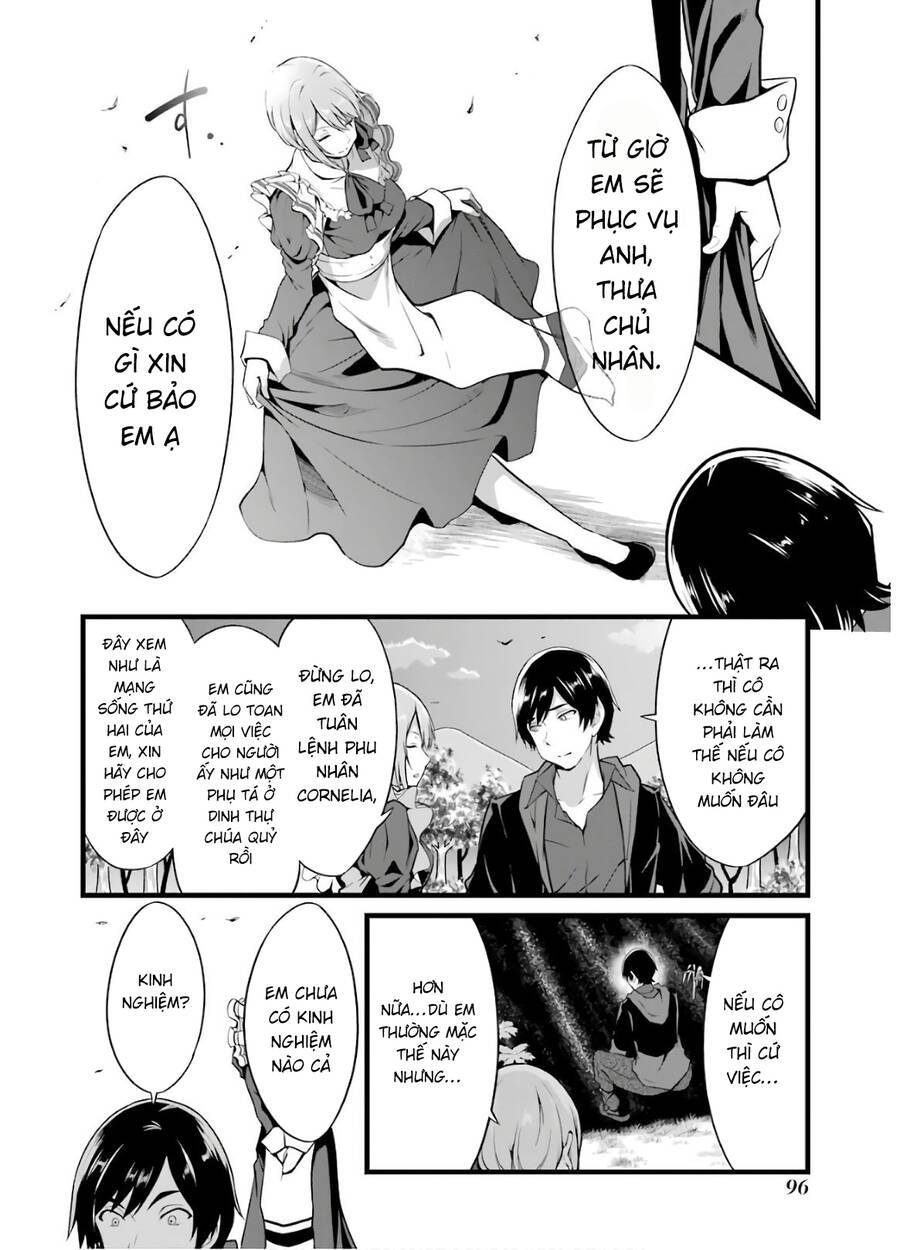 TỪ GIỜ
EM SẼ
PHỤC VỤ
ANH,
THƯA
CHỦ
NHÂN.
す..
NẾU CÓ
GÌ XIN
CỨ BẢO
EM Ạ
...THẬT RA
THÌ CÔ
KHÔNG CẦN
PHẢI LÀM
THẾ NẾU CÔ
KHÔNG
MUỐN ĐÂU
ĐỪNG LO,
EM ĐÃ
TUÂN
LỆNH PHU
NHÂN
CORNELIA,
EM CŨNG
ĐÃ LO TOAN
MỌI VIỆC
CHO NGƯỜI
ẤY NHƯ MỘT
PHỤ TÁ Ở
DINH THỰ
CHÚA QUỶ
RỒI
ĐÂY XEM
NHƯ LÀ
MẠNG
SỐNG THỨ
HAI CỦA
EM, XIN
HÃY CHO
PHÉP EM
ĐƯỢC Ở
ĐÂY
NẾU CÔ
MUỐN
THÌ CỨ
VIỆC...
HƠN
NỮA...DÙ EM
THƯỜNG MẶC
THẾ NÀY
NHƯNG...
EM CHƯA
CÓ KINH
NGHIỆM
NÀO CẢ
KINH
NGHIỆM?
96